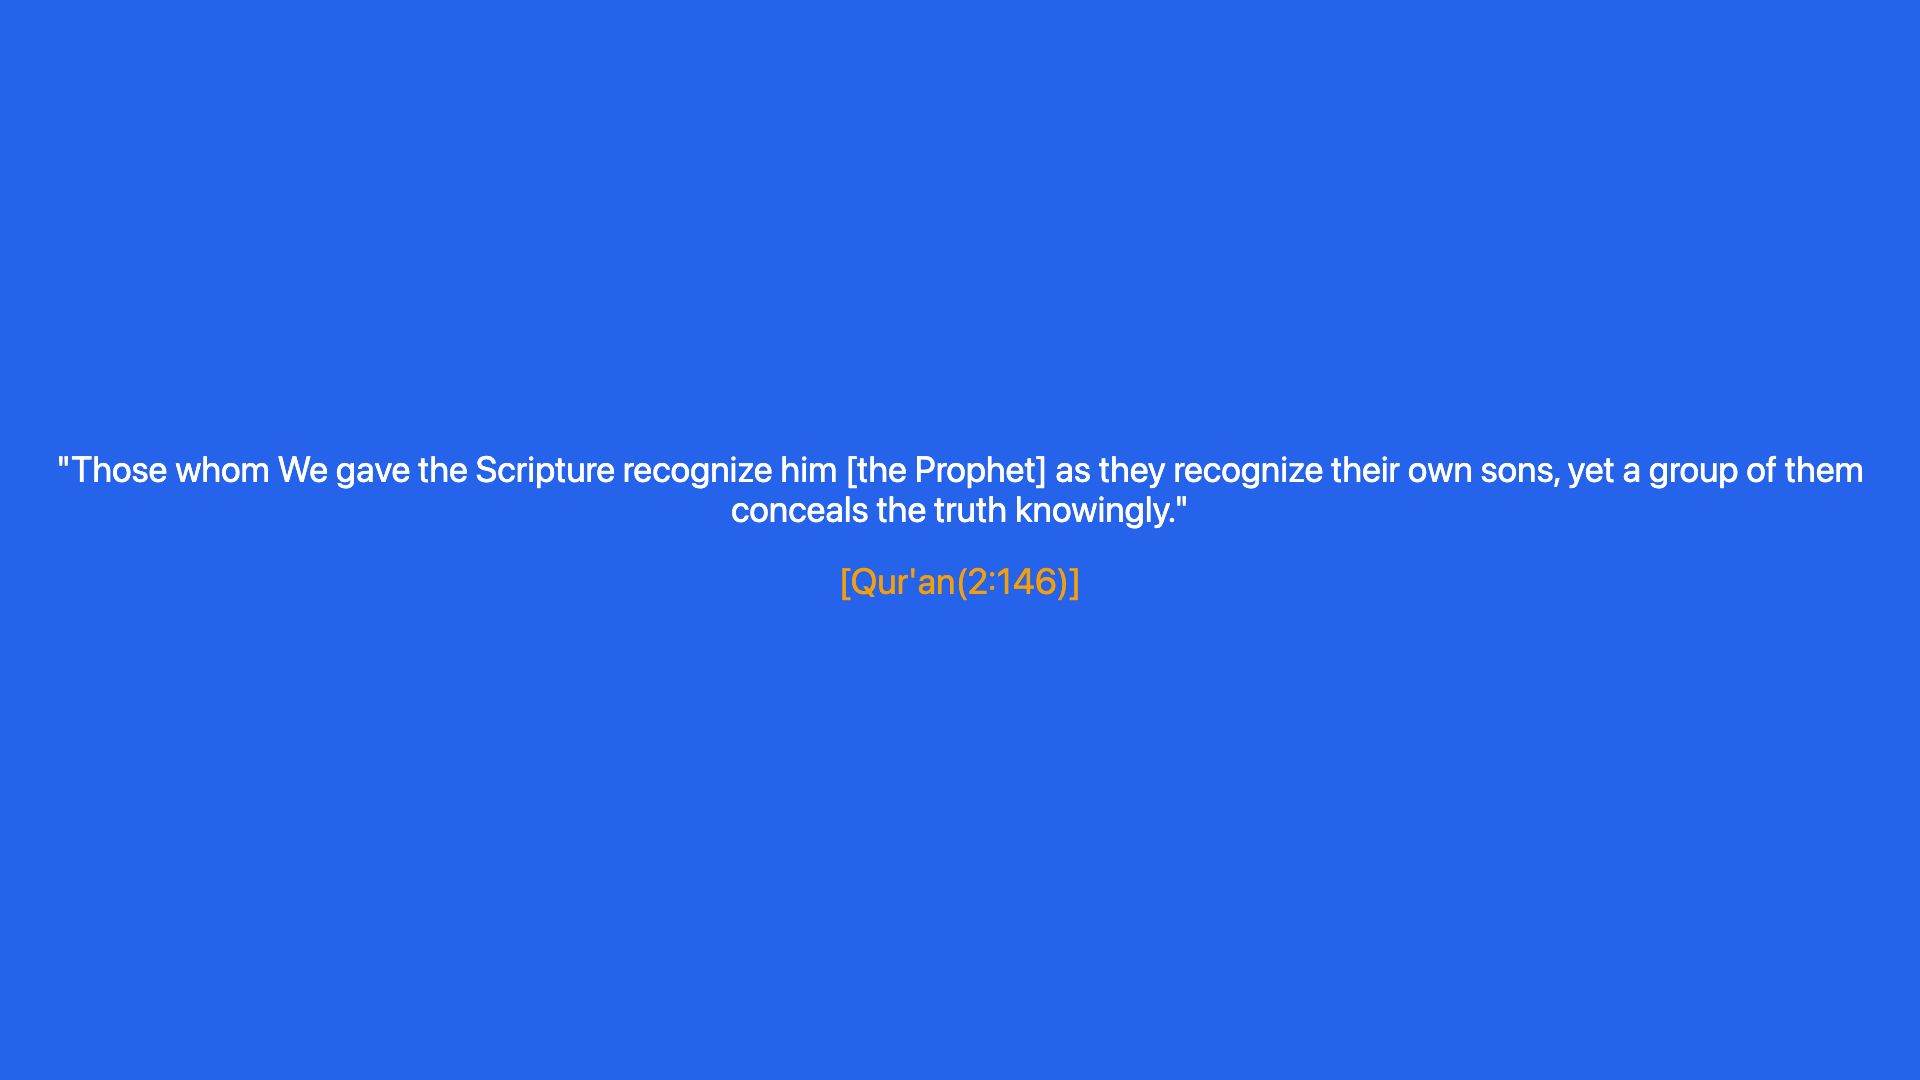 "Those whom We gave the Scripture recognize him [the Prophet] as they recognize their own sons, yet a group of them
conceals the truth knowingly."
[Qur'an(2:146)]